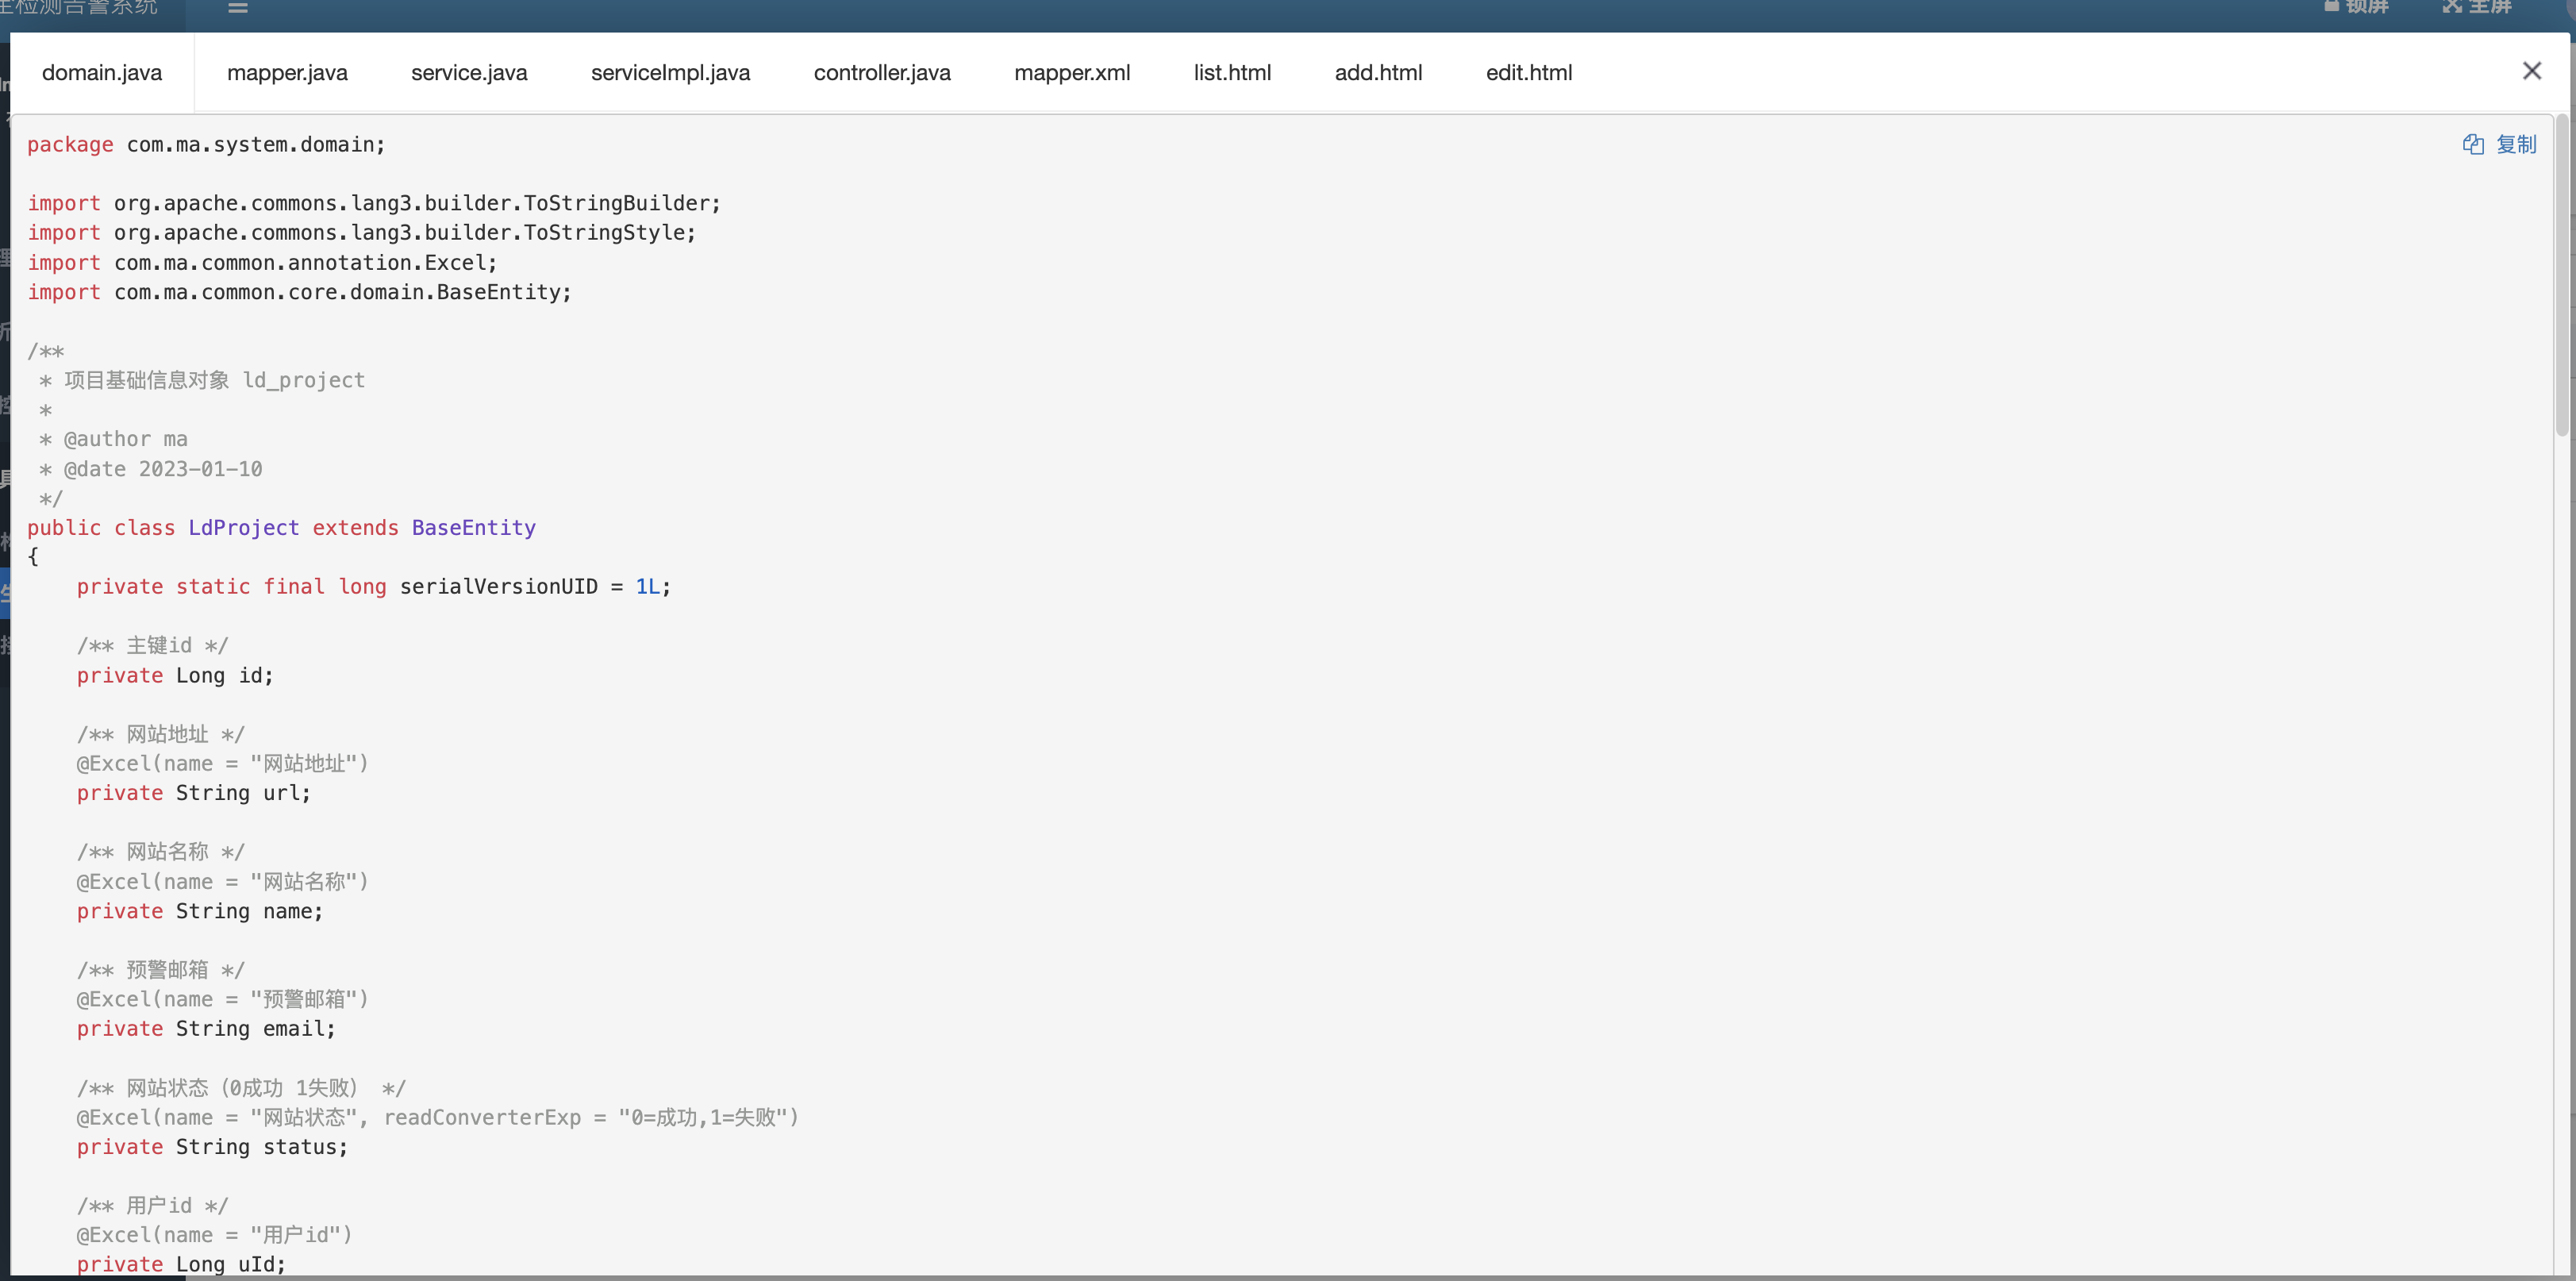 检测告警系统
锁屏 全屏
domain.java mapper.java service.java serviceImpl.java controller.java mapper.xml list.html add.html edit.html
复制
package com.ma.system.domain;
import org.apache.commons.lang3.builder.ToStringBuilder;
import org.apache.commons.lang3.builder.ToStringStyle;
import com.ma.common.annotation.Excel;
import com.ma.common.core.domain.BaseEntity;
/**
 * 项目基础信息对象 ld_project
 *
 * @author ma
 * @date 2023-01-10
 */
public class LdProject extends BaseEntity
{
    private static final long serialVersionUID = 1L;
    /** 主键id */
    private Long id;
    /** 网站地址 */
    @Excel(name = "网站地址")
    private String url;
    /** 网站名称 */
    @Excel(name = "网站名称")
    private String name;
    /** 预警邮箱 */
    @Excel(name = "预警邮箱")
    private String email;
    /** 网站状态（0成功 1失败） */
    @Excel(name = "网站状态", readConverterExp = "0=成功,1=失败")
    private String status;
    /** 用户id */
    @Excel(name = "用户id")
    private Long uId;